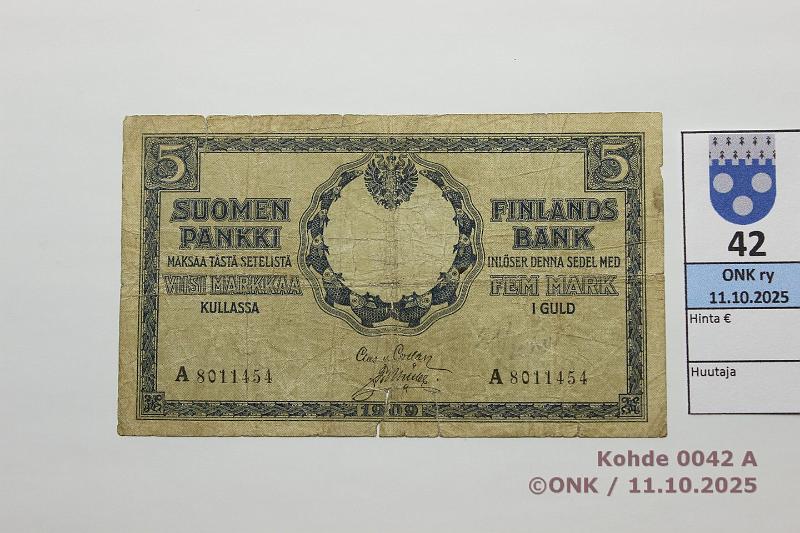 5 5
SUOMEN
PANKKI
MAKSAA TÄSTÄ SETELISTÄ
VIISI MARKKAA
KULLASSA
FINLANDS
BANK
INLÖSER DENNA SEDEL MED
FEM MARK
I GULD
A 8011454
A 8011454
1909
42
ONK ry
11.10.2025
Hinta €
Huutaja
Kohde 0042 A
©ONK / 11.10.2025